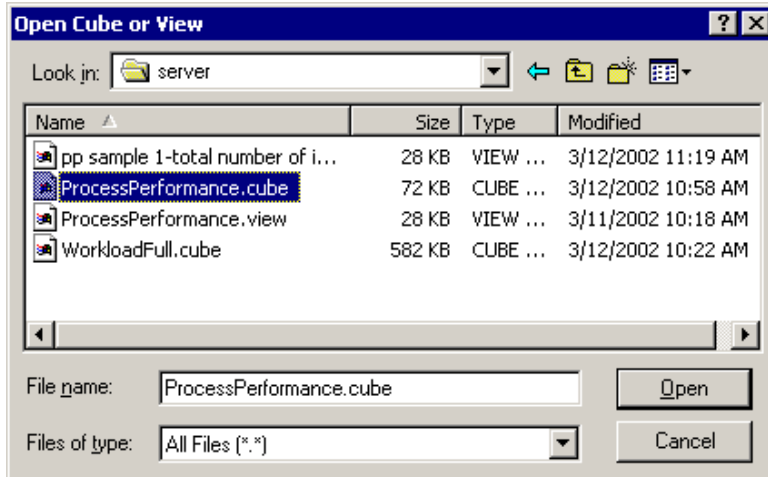 Open Cube or View
Look in: server
Name Size Type Modified
pp sample 1-total number of i... 28 KB VIEW ... 3/12/2002 11:19 AM
ProcessPerformance.cube 72 KB CUBE ... 3/12/2002 10:58 AM
ProcessPerformance.view 28 KB VIEW ... 3/11/2002 10:18 AM
WorkloadFull.cube 582 KB CUBE ... 3/12/2002 10:22 AM
File name: ProcessPerformance.cube Open
Files of type: All Files (*.*) Cancel